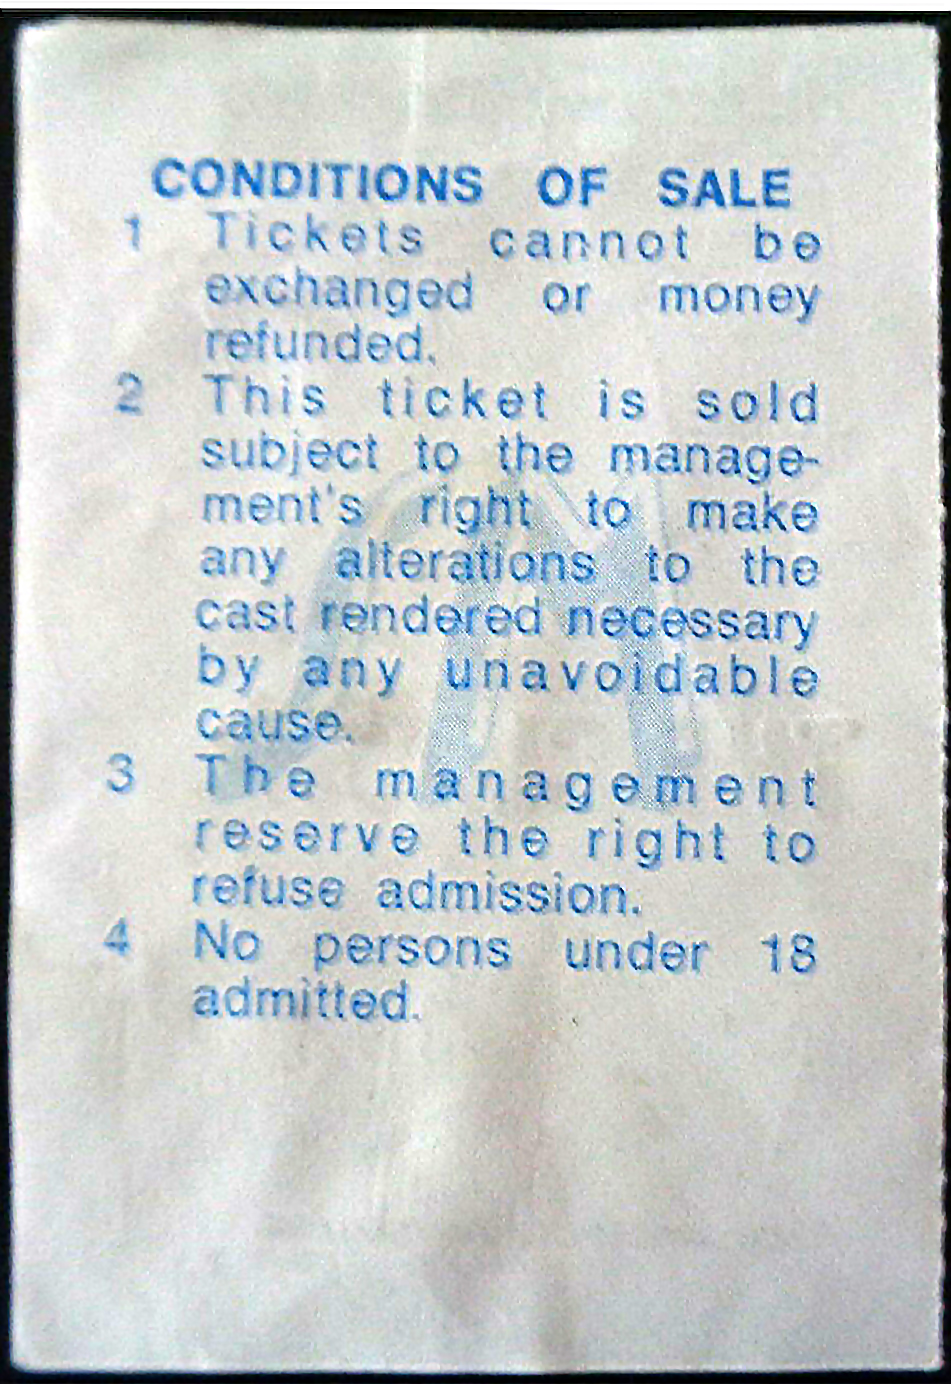 CONDITIONS OF SALE
1 Tickets cannot be
exchanged or money
refunded.
2 This ticket is sold
subject to the manage-
ment's right to make
any alterations to the
cast rendered necessary
by any unavoidable
cause.
3 The management
reserve the right to
refuse admission.
4 No persons under 18
admitted.